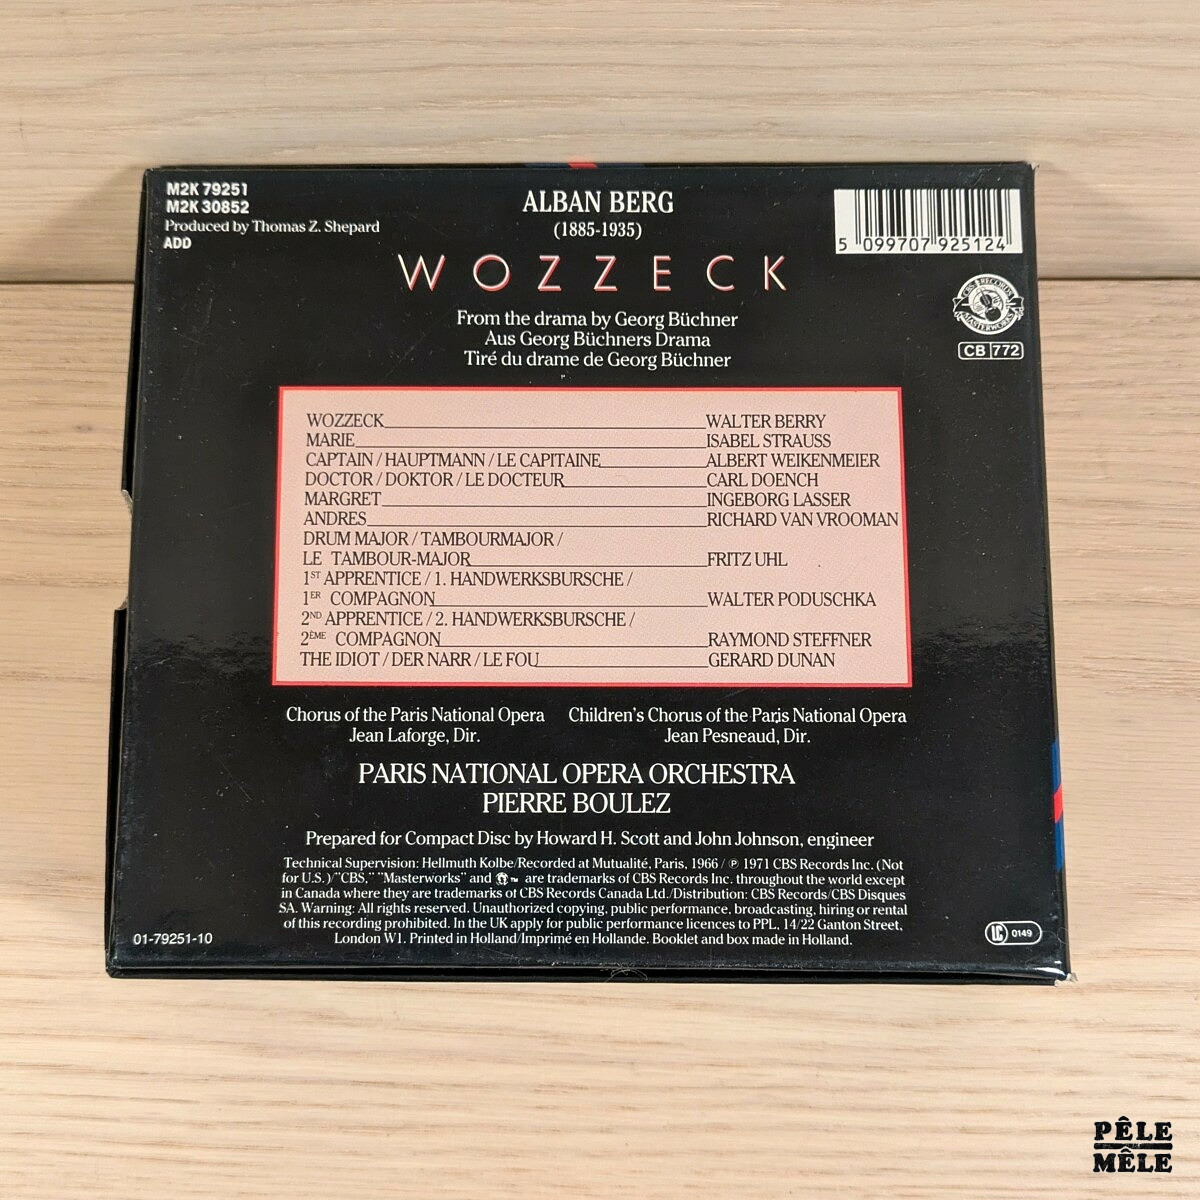 M2K 79251
M2K 30852
Produced by Thomas Z. Shepard
ADD
ALBAN BERG
(1885-1935)
WOZZECK
From the drama by Georg Büchner
Aus Georg Büchners Drama
Tiré du drame de Georg Büchner
5 099707 925124
CBS RECORDS MASTERWORKS
CB 772
WOZZECK WALTER BERRY
MARIE ISABEL STRAUSS
CAPTAIN / HAUPTMANN / LE CAPITAINE ALBERT WEIKENMEIER
DOCTOR / DOKTOR / LE DOCTEUR CARL DOENCH
MARGRET INGEBORG LASSER
ANDRES RICHARD VAN VROOMAN
DRUM MAJOR / TAMBOURMAJOR /
LE TAMBOUR-MAJOR FRITZ UHL
1ST APPRENTICE / 1. HANDWERKSBURSCHE /
1ER COMPAGNON WALTER PODUSCHKA
2ND APPRENTICE / 2. HANDWERKSBURSCHE /
2ÈME COMPAGNON RAYMOND STEFFNER
THE IDIOT / DER NARR / LE FOU GERARD DUNAN
Chorus of the Paris National Opera Children's Chorus of the Paris National Opera
Jean Laforge, Dir. Jean Pesneaud, Dir.
PARIS NATIONAL OPERA ORCHESTRA
PIERRE BOULEZ
Prepared for Compact Disc by Howard H. Scott and John Johnson, engineer
Technical Supervision: Hellmuth Kolbe/Recorded at Mutualité, Paris, 1966 / ℗ 1971 CBS Records Inc. (Not
for U.S.)/"CBS," "Masterworks" and ™ are trademarks of CBS Records Inc. throughout the world except
in Canada where they are trademarks of CBS Records Canada Ltd./Distribution: CBS Records/CBS Disques
SA. Warning: All rights reserved. Unauthorized copying, public performance, broadcasting, hiring or rental
of this recording prohibited. In the UK apply for public performance licences to PPL, 14/22 Ganton Street,
London W1. Printed in Holland/Imprimé en Hollande. Booklet and box made in Holland.
01-79251-10
LC 0149
PÊLE
MÊLE